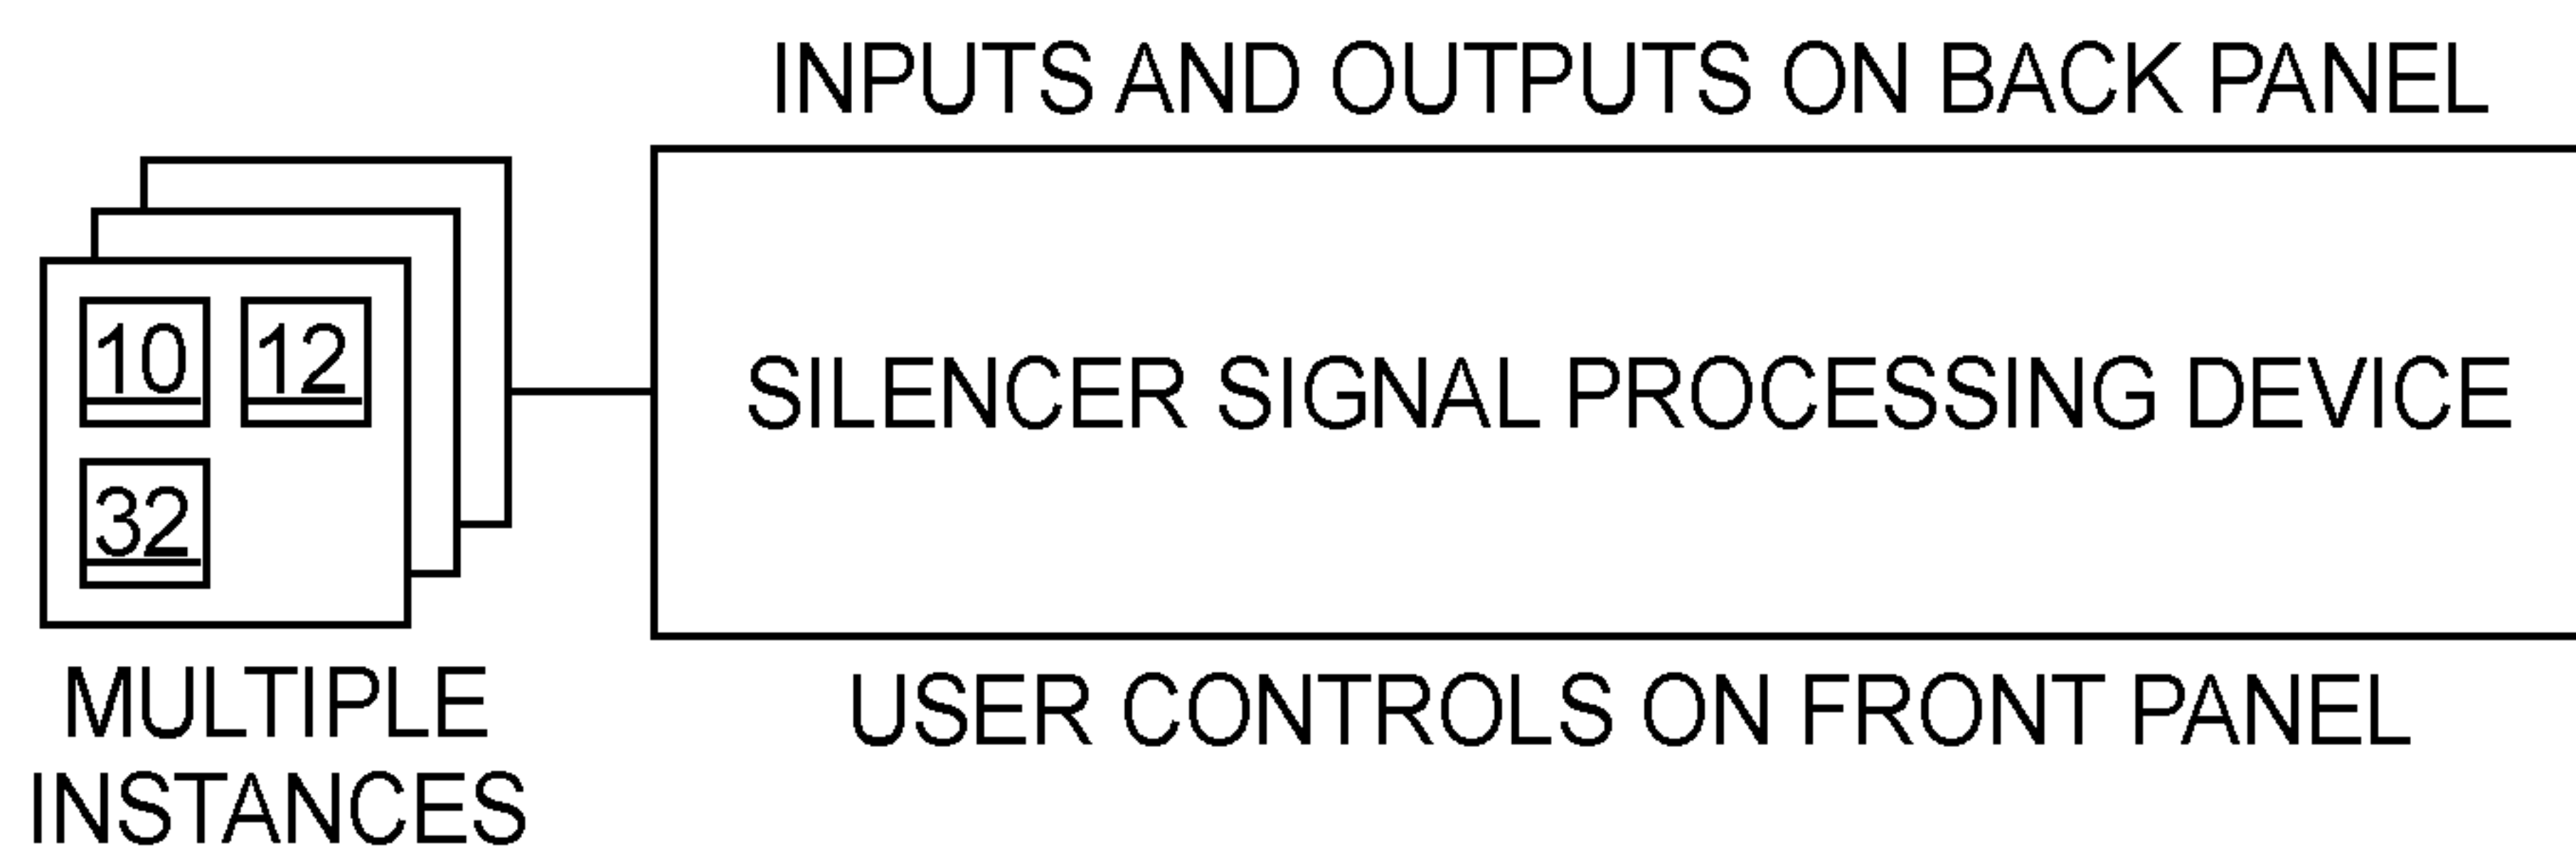 INPUTS AND OUTPUTS ON BACK PANEL
10 12
32
SILENCER SIGNAL PROCESSING DEVICE
MULTIPLE
INSTANCES
USER CONTROLS ON FRONT PANEL